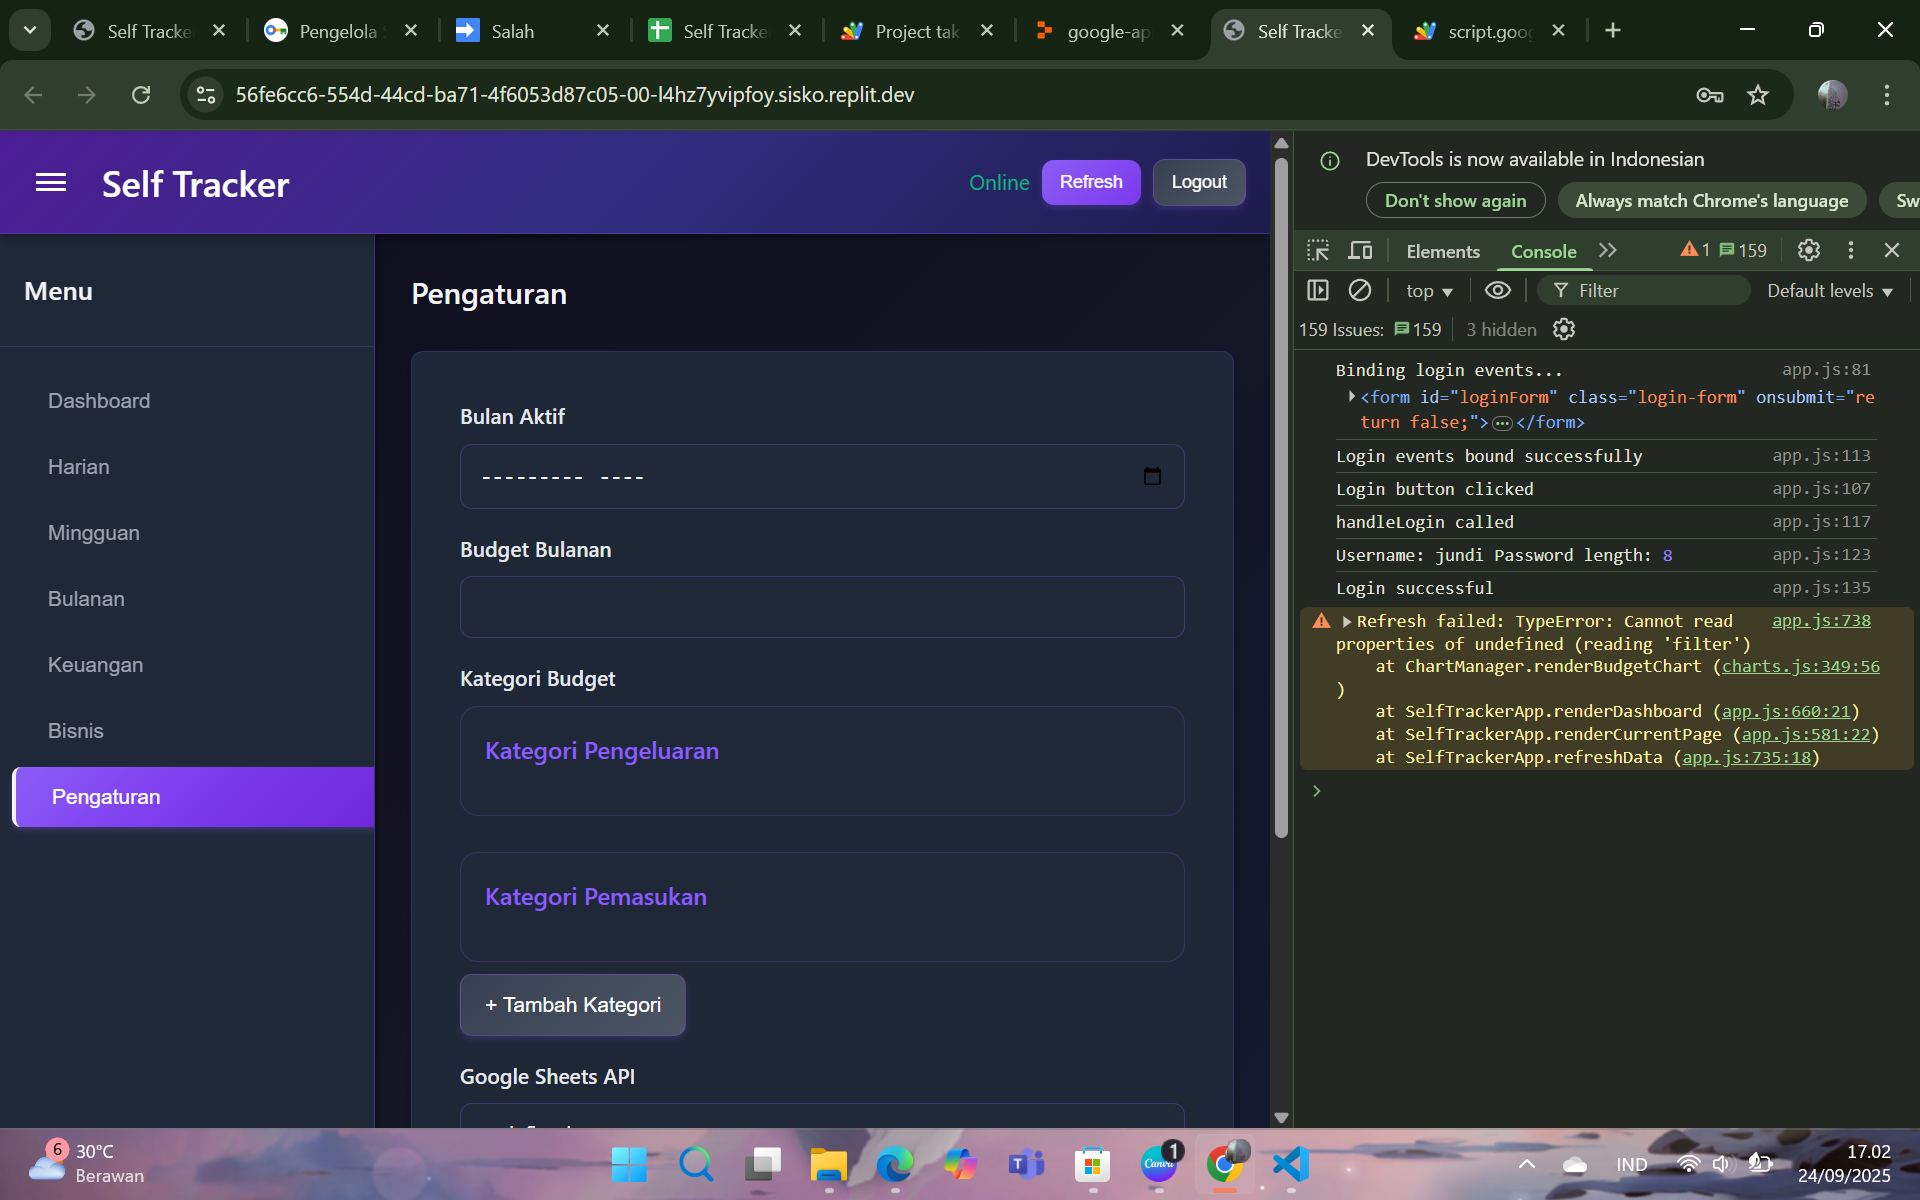 Self Tracke
Pengelola
Salah
Self Tracke
Project tak
google-ap
Self Tracke
script.goo
56fe6cc6-554d-44cd-ba71-4f6053d87c05-00-l4hz7yvipfoy.sisko.replit.dev
Self Tracker
Online
Refresh
Logout
Menu
Dashboard
Harian
Mingguan
Bulanan
Keuangan
Bisnis
Pengaturan
Pengaturan
Bulan Aktif
--------- ----
Budget Bulanan
Kategori Budget
Kategori Pengeluaran
Kategori Pemasukan
+ Tambah Kategori
Google Sheets API
DevTools is now available in Indonesian
Don't show again
Always match Chrome's language
Sw
Elements
Console
1
159
top
Filter
Default levels
159 Issues:
159
3 hidden
Binding login events... app.js:81
<form id="loginForm" class="login-form" onsubmit="re
turn false;">…</form>
Login events bound successfully app.js:113
Login button clicked app.js:107
handleLogin called app.js:117
Username: jundi Password length: 8 app.js:123
Login successful app.js:135
Refresh failed: TypeError: Cannot read app.js:738
properties of undefined (reading 'filter')
at ChartManager.renderBudgetChart (charts.js:349:56
)
at SelfTrackerApp.renderDashboard (app.js:660:21)
at SelfTrackerApp.renderCurrentPage (app.js:581:22)
at SelfTrackerApp.refreshData (app.js:735:18)
6
30°C
Berawan
Canva
1
IND
17.02
24/09/2025